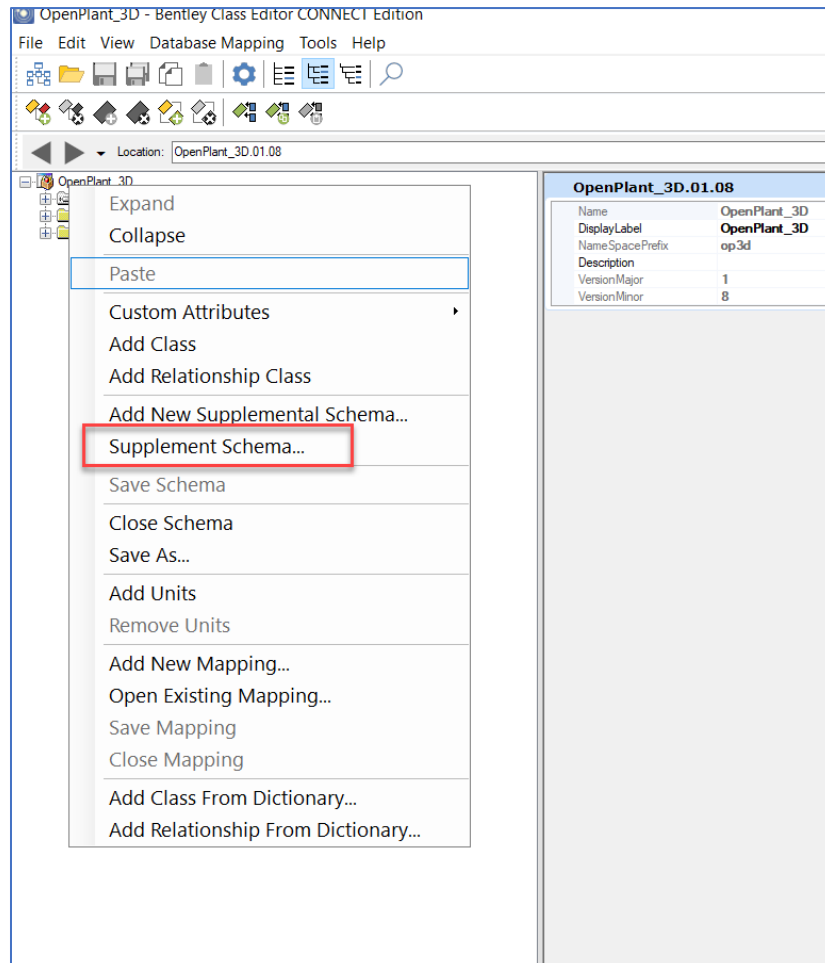 OpenPlant_3D - Bentley Class Editor CONNECT Edition
File Edit View Database Mapping Tools Help
Location: OpenPlant_3D.01.08
OpenPlant_3D
Expand
Collapse
Paste
Custom Attributes
Add Class
Add Relationship Class
Add New Supplemental Schema...
Supplement Schema...
Save Schema
Close Schema
Save As...
Add Units
Remove Units
Add New Mapping...
Open Existing Mapping...
Save Mapping
Close Mapping
Add Class From Dictionary...
Add Relationship From Dictionary...
OpenPlant_3D.01.08
Name OpenPlant_3D
DisplayLabel OpenPlant_3D
NameSpacePrefix op3d
Description
VersionMajor 1
VersionMinor 8